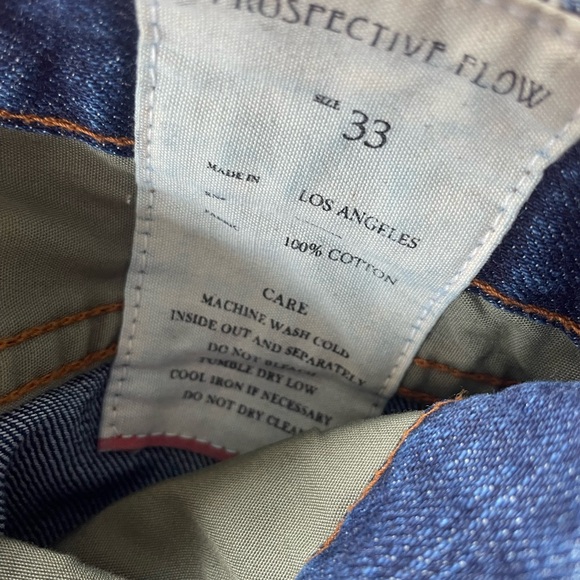 PROSPECTIVE FLOW
SIZE 33
MADE IN LOS ANGELES
100% COTTON
CARE
MACHINE WASH COLD
INSIDE OUT AND SEPARATELY
DO NOT BLEACH
TUMBLE DRY LOW
COOL IRON IF NECESSARY
DO NOT DRY CLEAN